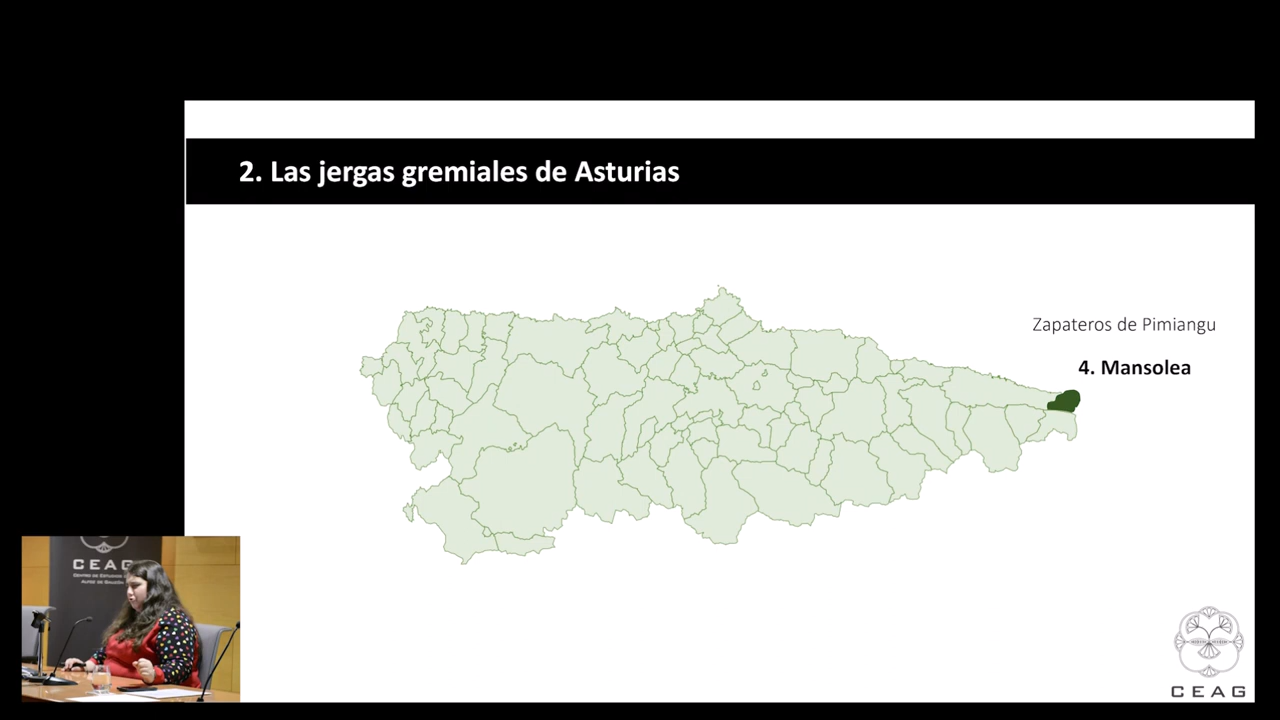 2. Las jergas gremiales de Asturias
Zapateros de Pimiangu
4. Mansolea
CEAG
CEAG